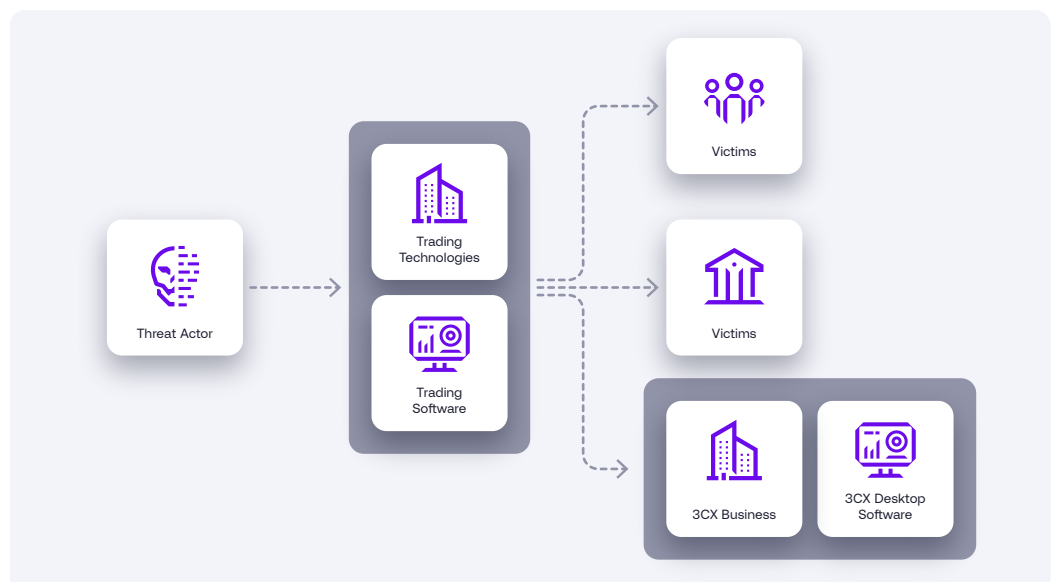 Threat Actor
Trading
Technologies
Trading
Software
Victims
Victims
3CX Business
3CX Desktop
Software